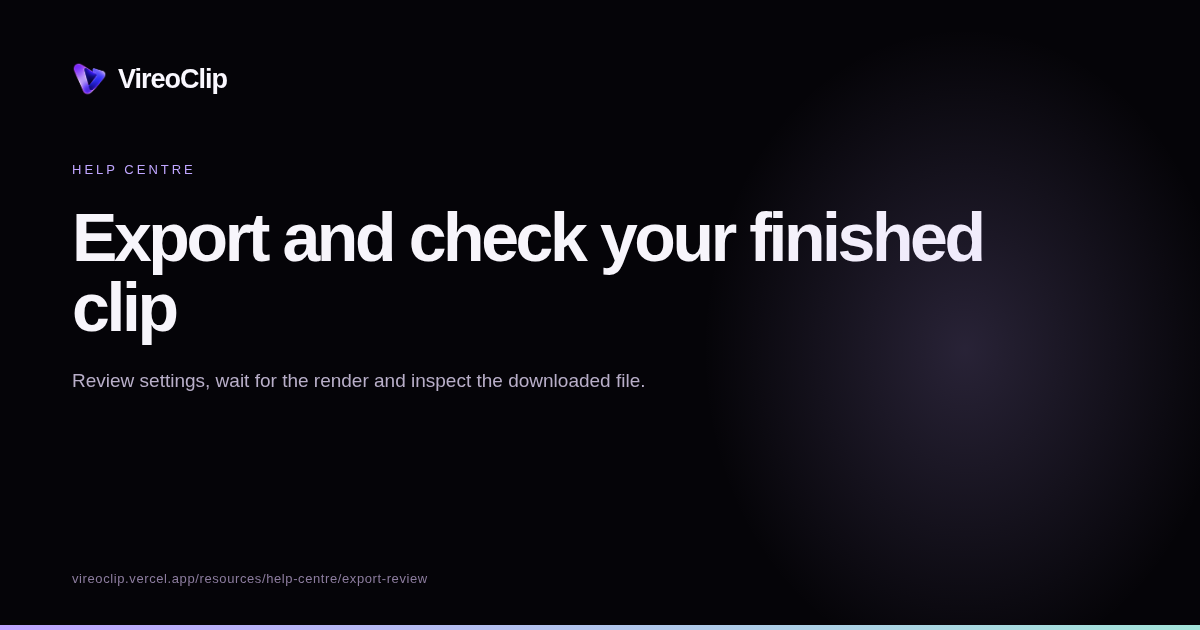 VireoClip
HELP CENTRE
Export and check your finished
clip
Review settings, wait for the render and inspect the downloaded file.
vireoclip.vercel.app/resources/help-centre/export-review